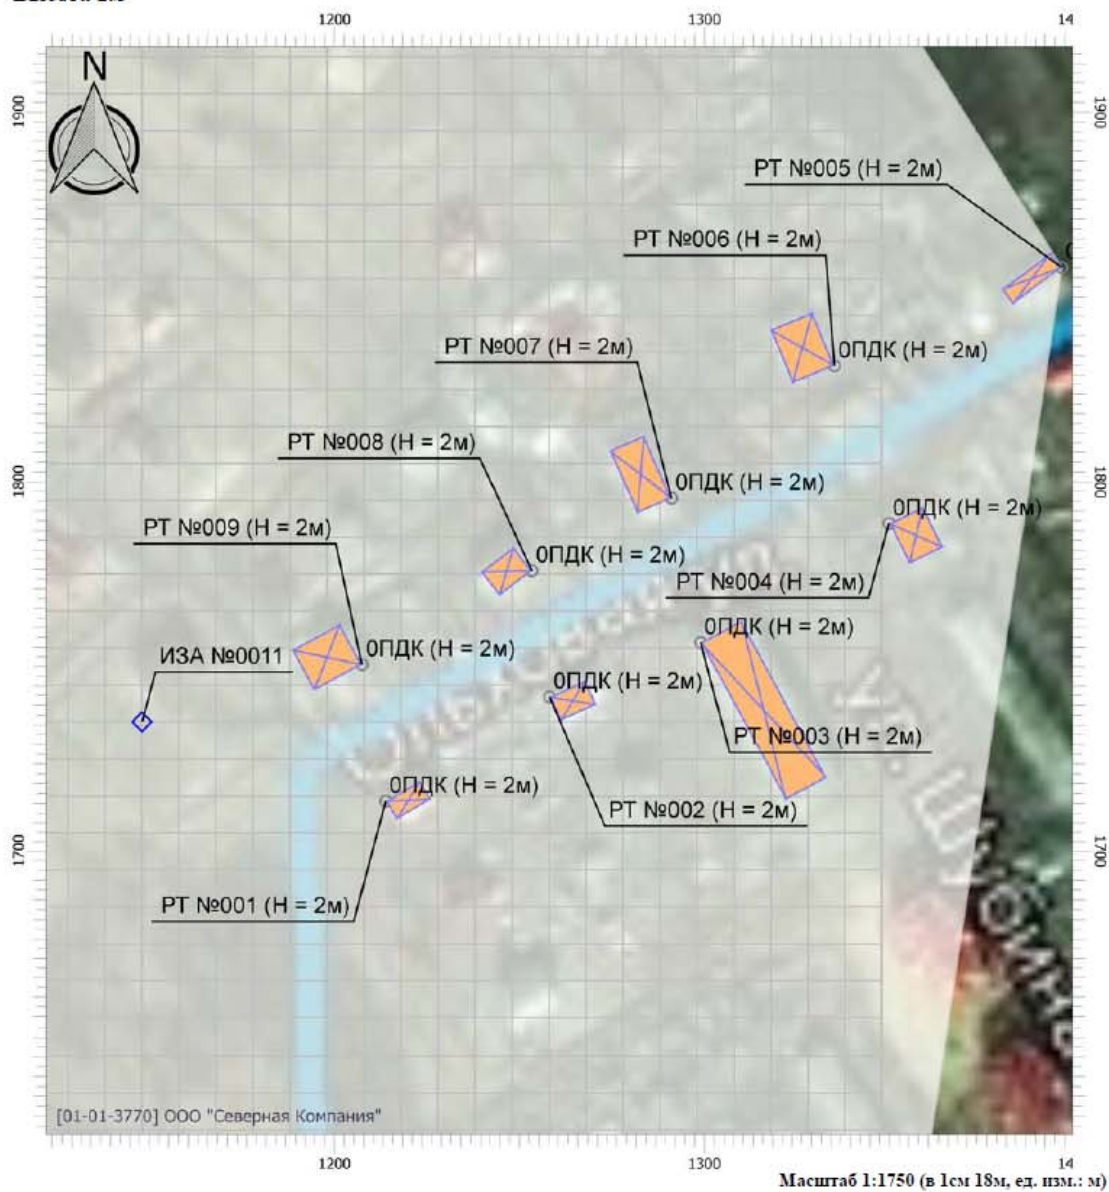 1200 1300 14
N
1900 1900
РТ №005 (Н = 2м)
РТ №006 (Н = 2м)
РТ №007 (Н = 2м)
0ПДК (Н = 2м)
РТ №008 (Н = 2м)
0ПДК (Н = 2м)
1800 1800
РТ №009 (Н = 2м)
0ПДК (Н = 2м)
0ПДК (Н = 2м)
РТ №004 (Н = 2м)
0ПДК (Н = 2м)
ИЗА №0011
0ПДК (Н = 2м)
0ПДК (Н = 2м)
РТ №003 (Н = 2м)
0ПДК (Н = 2м)
РТ №002 (Н = 2м)
1700 1700
РТ №001 (Н = 2м)
[01-01-3770] ООО "Северная Компания"
1200 1300 14
Масштаб 1:1750 (в 1см 18м, ед. изм.: м)